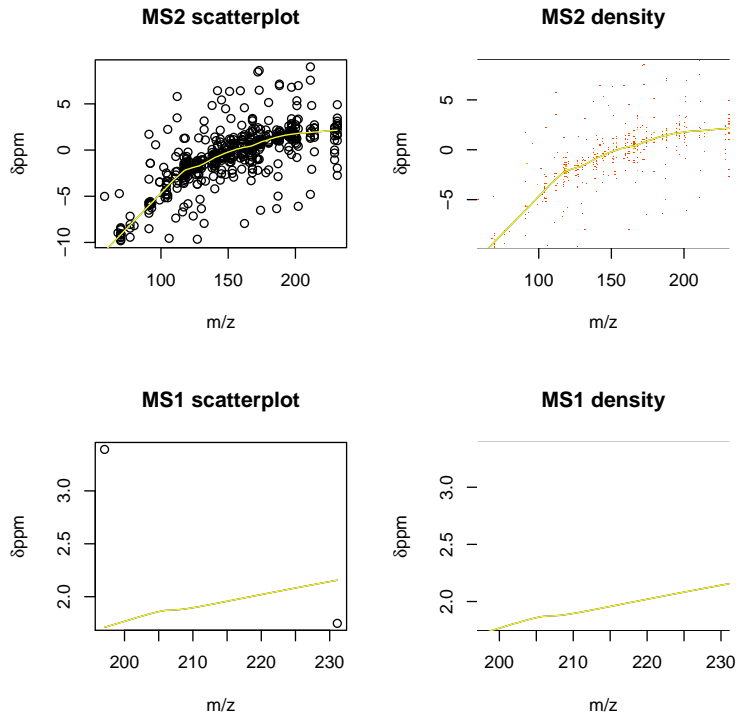 MS2 scatterplot
δppm
5
0
−5
−10
100 150 200
m/z
MS2 density
δppm
5
0
−5
100 150 200
m/z
MS1 scatterplot
δppm
3.0
2.5
2.0
200 210 220 230
m/z
MS1 density
δppm
3.0
2.5
2.0
200 210 220 230
m/z